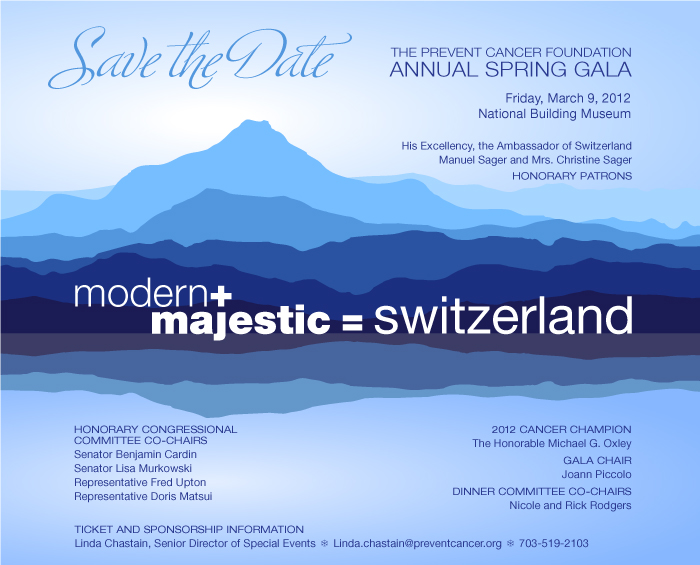 Save the Date
THE PREVENT CANCER FOUNDATION
ANNUAL SPRING GALA
Friday, March 9, 2012
National Building Museum
His Excellency, the Ambassador of Switzerland
Manuel Sager and Mrs. Christine Sager
HONORARY PATRONS
modern+
majestic = switzerland
HONORARY CONGRESSIONAL
COMMITTEE CO-CHAIRS
Senator Benjamin Cardin
Senator Lisa Murkowski
Representative Fred Upton
Representative Doris Matsui
2012 CANCER CHAMPION
The Honorable Michael G. Oxley
GALA CHAIR
Joann Piccolo
DINNER COMMITTEE CO-CHAIRS
Nicole and Rick Rodgers
TICKET AND SPONSORSHIP INFORMATION
Linda Chastain, Senior Director of Special Events ❄ Linda.chastain@preventcancer.org ❄ 703-519-2103